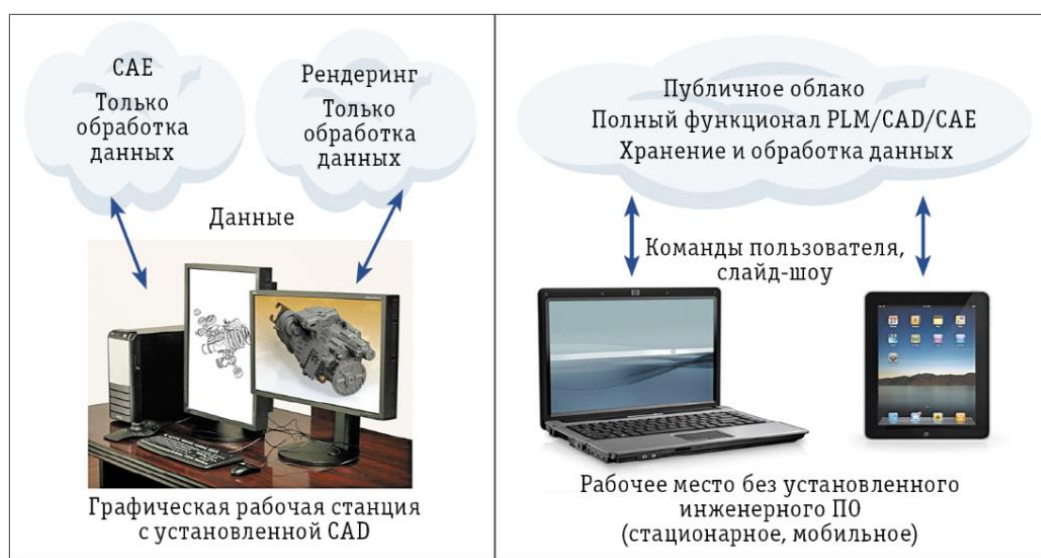 CAE
Только
обработка
данных
Рендеринг
Только
обработка
данных
Данные
Графическая рабочая станция
с установленной CAD
Публичное облако
Полный функционал PLM/CAD/CAE
Хранение и обработка данных
Команды пользователя,
слайд-шоу
Рабочее место без установленного
инженерного ПО
(стационарное, мобильное)